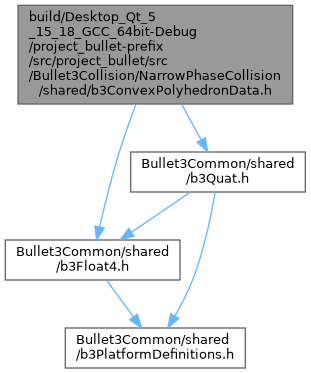 build/Desktop_Qt_5
_15_18_GCC_64bit-Debug
/project_bullet-prefix
/src/project_bullet/src
/Bullet3Collision/NarrowPhaseCollision
/shared/b3ConvexPolyhedronData.h
Bullet3Common/shared
/b3Quat.h
Bullet3Common/shared
/b3Float4.h
Bullet3Common/shared
/b3PlatformDefinitions.h